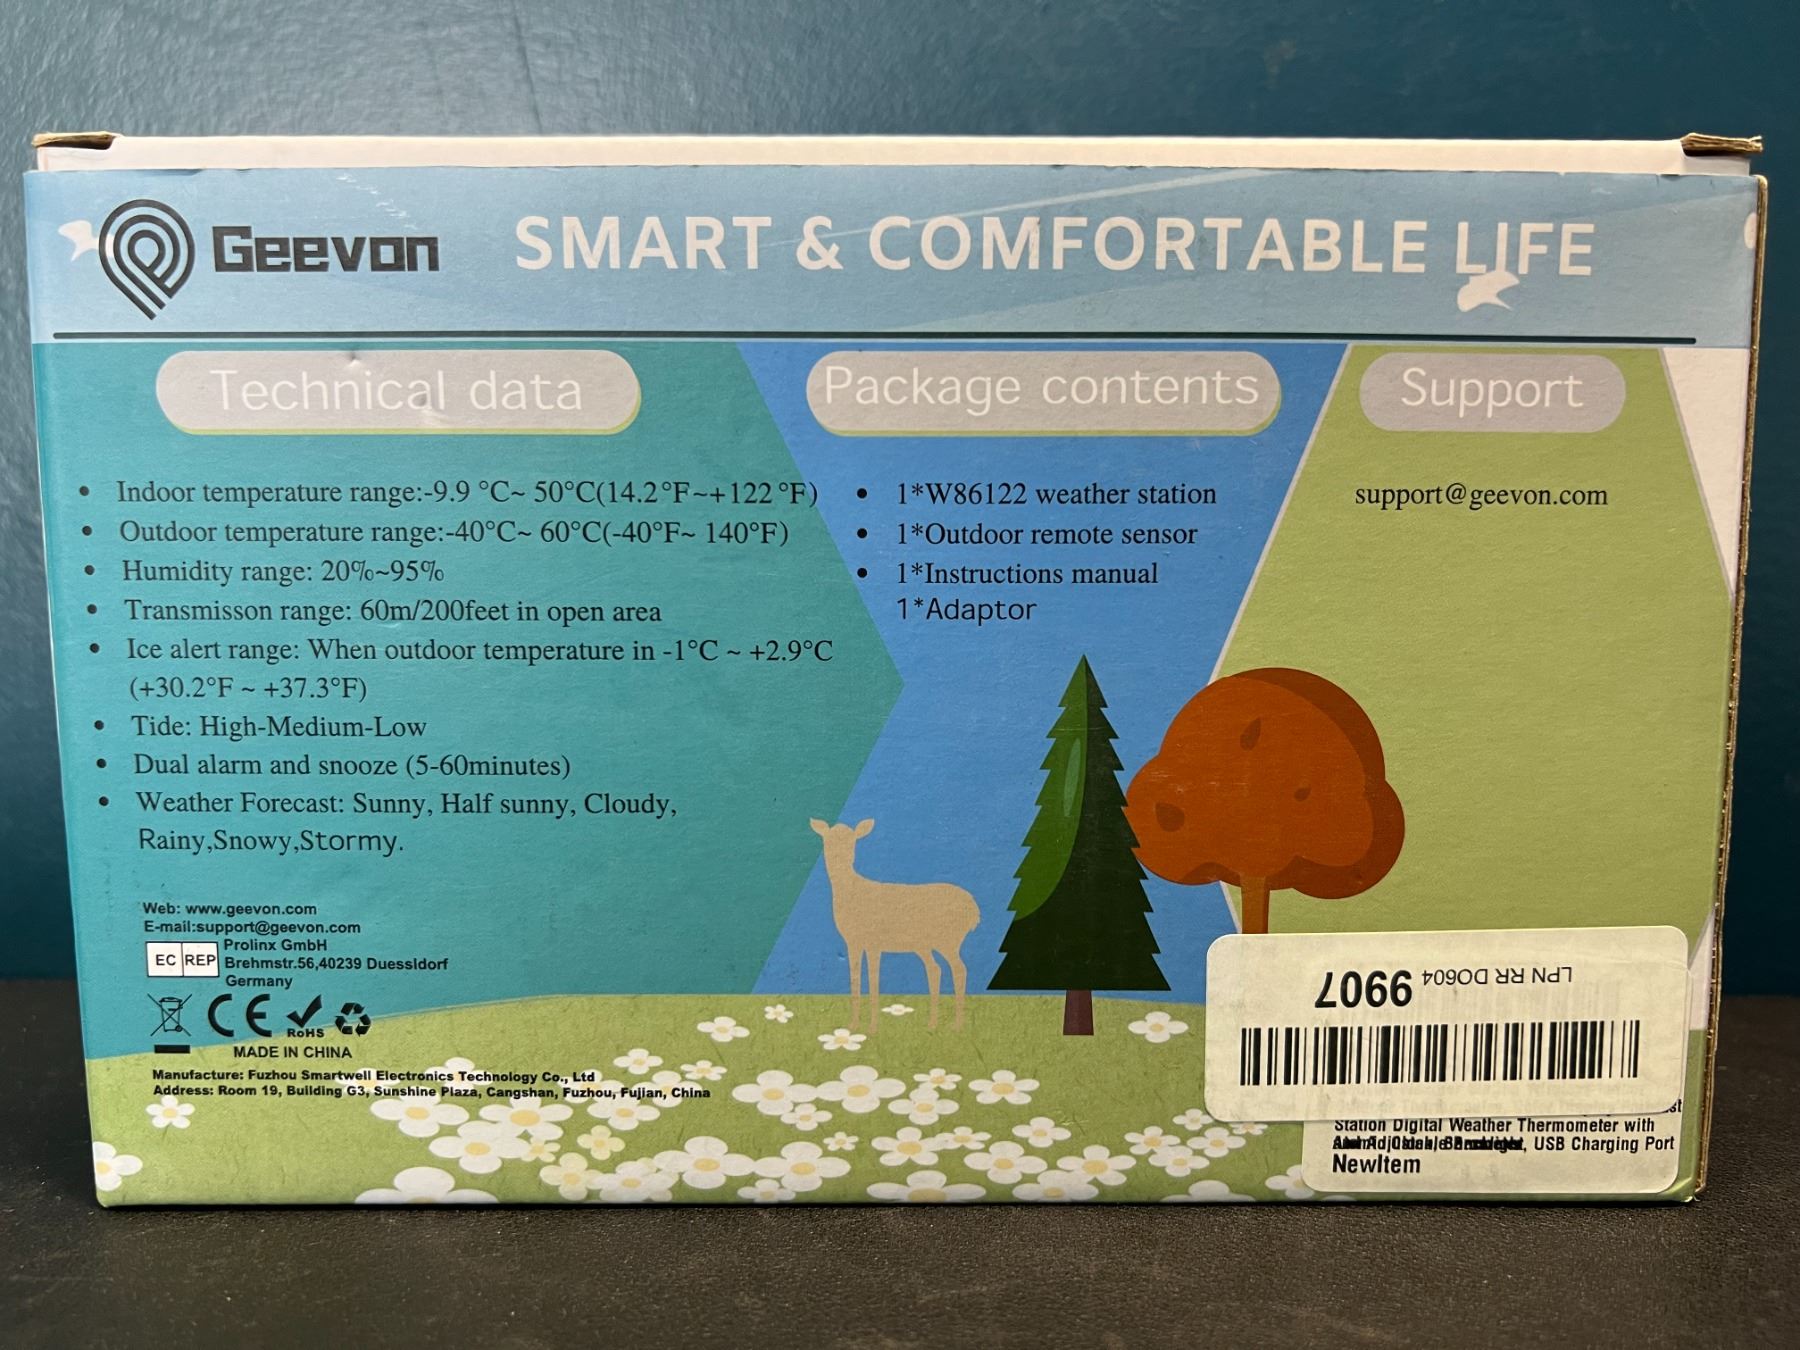 Geevon
SMART & COMFORTABLE LIFE
Technical data
• Indoor temperature range:-9.9 °C~ 50°C(14.2°F~+122°F)
• Outdoor temperature range:-40°C~ 60°C(-40°F~ 140°F)
• Humidity range: 20%~95%
• Transmisson range: 60m/200feet in open area
• Ice alert range: When outdoor temperature in -1°C ~ +2.9°C
(+30.2°F ~ +37.3°F)
• Tide: High-Medium-Low
• Dual alarm and snooze (5-60minutes)
• Weather Forecast: Sunny, Half sunny, Cloudy,
Rainy,Snowy,Stormy.
Web: www.geevon.com
E-mail:support@geevon.com
EC REP
Prolinx GmbH
Brehmstr.56,40239 Duessldorf
Germany
CE
RoHS
MADE IN CHINA
Manufacture: Fuzhou Smartwell Electronics Technology Co., Ltd
Address: Room 19, Building G3, Sunshine Plaza, Cangshan, Fuzhou, Fujian, China
Package contents
• 1*W86122 weather station
• 1*Outdoor remote sensor
• 1*Instructions manual
1*Adaptor
Support
support@geevon.com
LPN RR DO604 9907
Station Digital Weather Thermometer with
USB Charging Port
NewItem